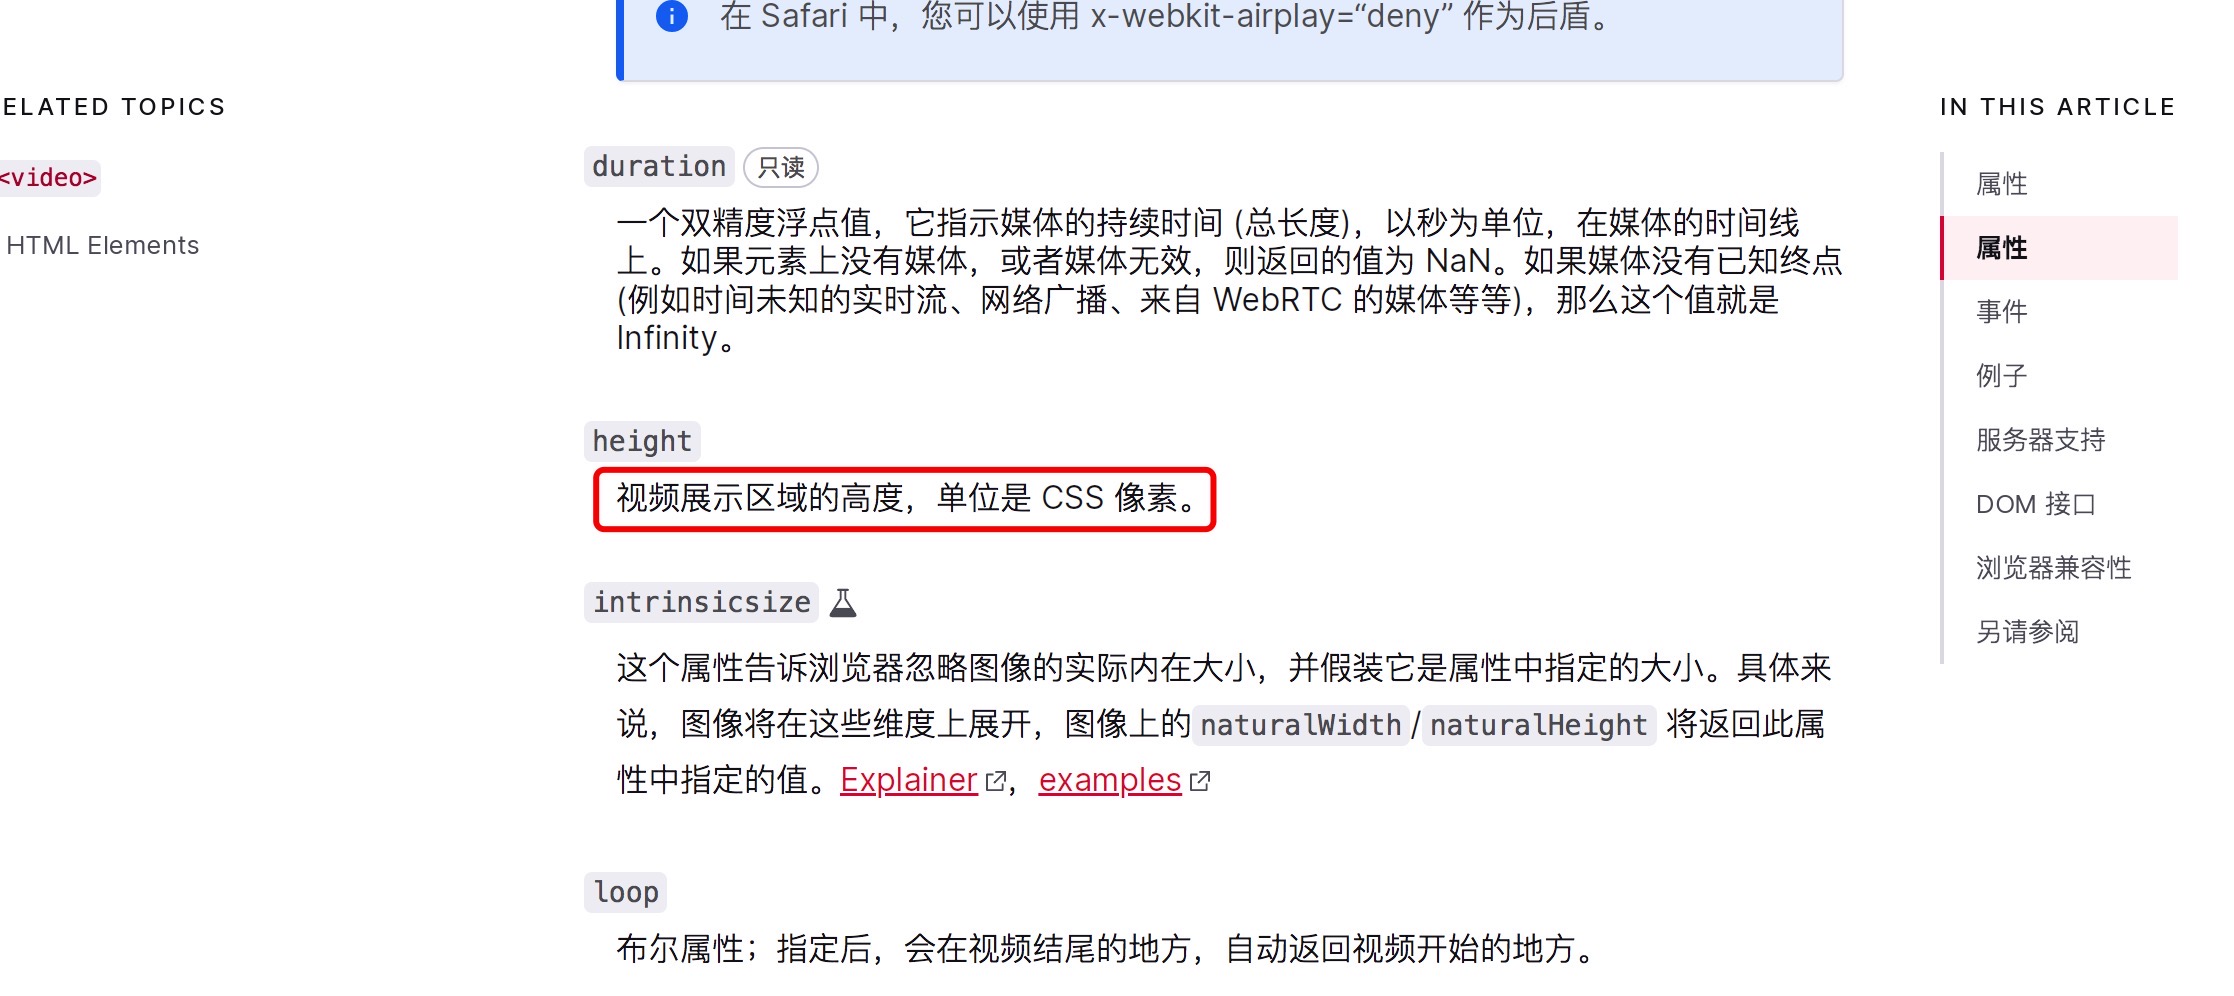 在 Safari 中，您可以使用 x-webkit-airplay=“deny” 作为后盾。
ELATED TOPICS
<video>
HTML Elements
duration 只读
一个双精度浮点值，它指示媒体的持续时间 (总长度)，以秒为单位，在媒体的时间线
上。如果元素上没有媒体，或者媒体无效，则返回的值为 NaN。如果媒体没有已知终点
(例如时间未知的实时流、网络广播、来自 WebRTC 的媒体等等)，那么这个值就是
Infinity。
height
视频展示区域的高度，单位是 CSS 像素。
intrinsicsize
这个属性告诉浏览器忽略图像的实际内在大小，并假装它是属性中指定的大小。具体来
说，图像将在这些维度上展开，图像上的naturalWidth/naturalHeight 将返回此属
性中指定的值。Explainer，examples
loop
布尔属性；指定后，会在视频结尾的地方，自动返回视频开始的地方。
IN THIS ARTICLE
属性
属性
事件
例子
服务器支持
DOM 接口
浏览器兼容性
另请参阅